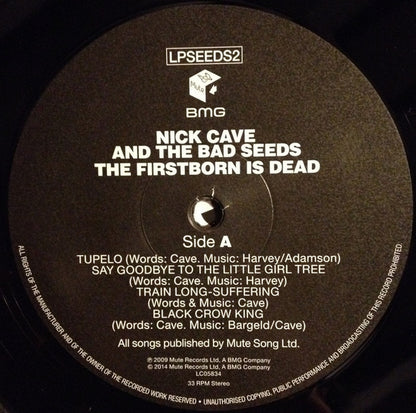 LPSEEDS2
MUTE
BMG
NICK CAVE
AND THE BAD SEEDS
THE FIRSTBORN IS DEAD
Side A
TUPELO (Words: Cave. Music: Harvey/Adamson)
SAY GOODBYE TO THE LITTLE GIRL TREE
(Words: Cave. Music: Harvey)
TRAIN LONG-SUFFERING
(Words & Music: Cave)
BLACK CROW KING
(Words: Cave. Music: Bargeld/Cave)
All songs published by Mute Song Ltd.
℗ 2009 Mute Records Ltd, A BMG Company
© 2014 Mute Records Ltd, A BMG Company
LC05834
33 RPM Stereo
ALL RIGHTS OF THE MANUFACTURER AND OF THE OWNER OF THE RECORDED WORK RESERVED • UNAUTHORISED COPYING, PUBLIC PERFORMANCE AND BROADCASTING OF THIS RECORD PROHIBITED.